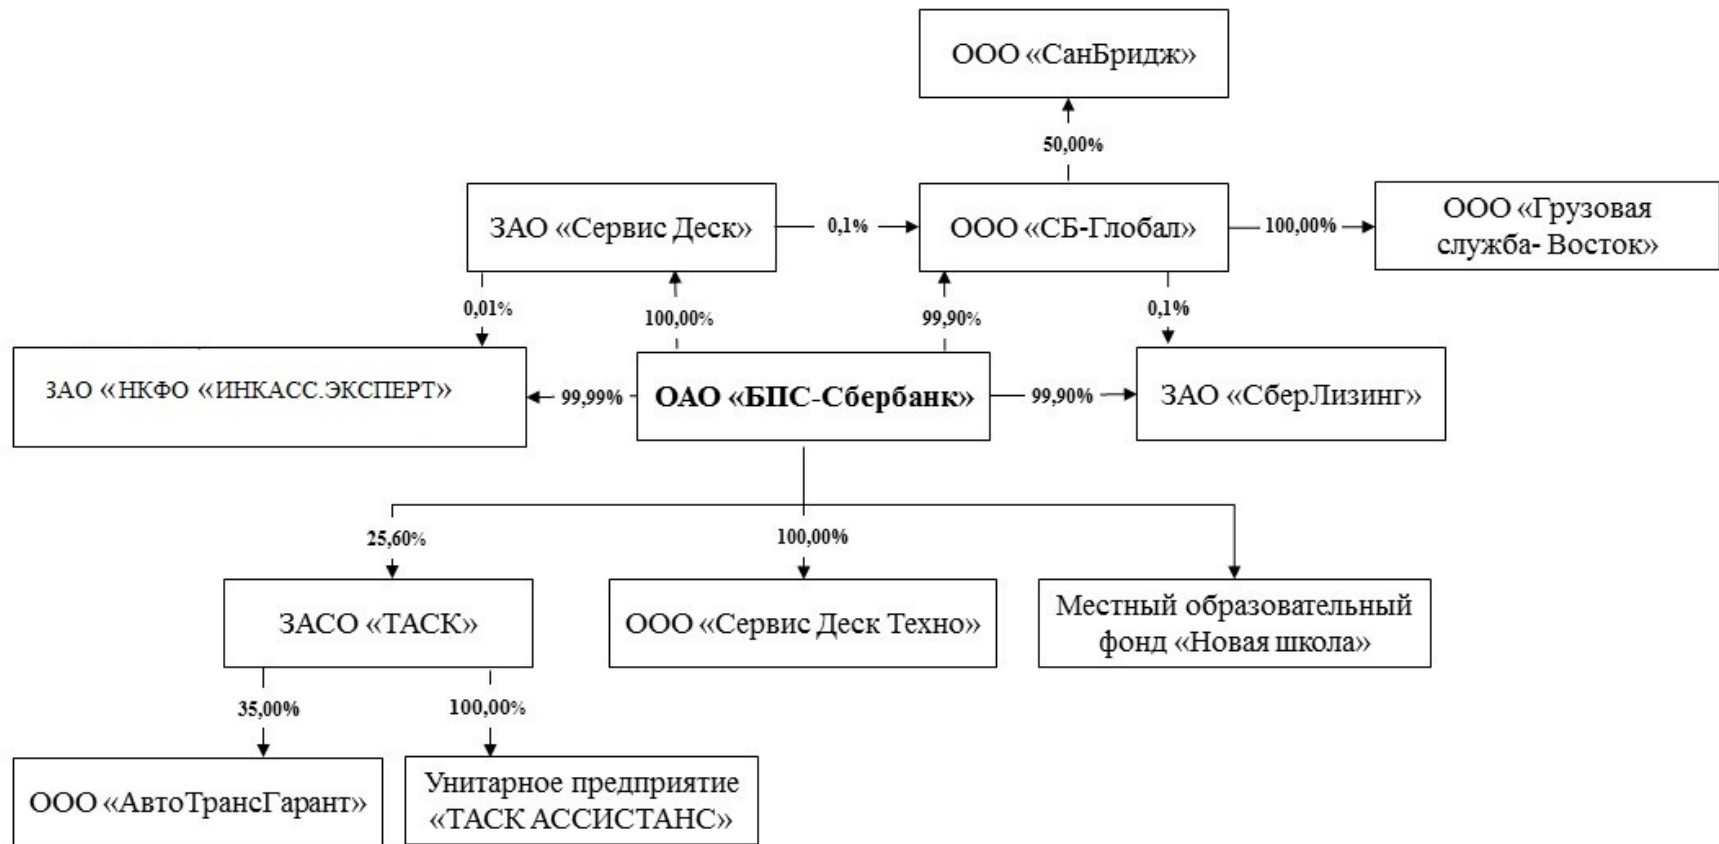 ООО «СанБридж»
50,00%
ЗАО «Сервис Деск»
0,1%
ООО «СБ-Глобал»
100,00%
ООО «Грузовая
служба- Восток»
0,01%
100,00%
99,90%
0,1%
ЗАО «НКФО «ИНКАСС.ЭКСПЕРТ»
99,99%
ОАО «БПС-Сбербанк»
99,90%
ЗАО «СберЛизинг»
25,60%
100,00%
ЗАСО «ТАСК»
ООО «Сервис Деск Техно»
Местный образовательный
фонд «Новая школа»
35,00%
100,00%
ООО «АвтоТрансГарант»
Унитарное предприятие
«ТАСК АССИСТАНС»